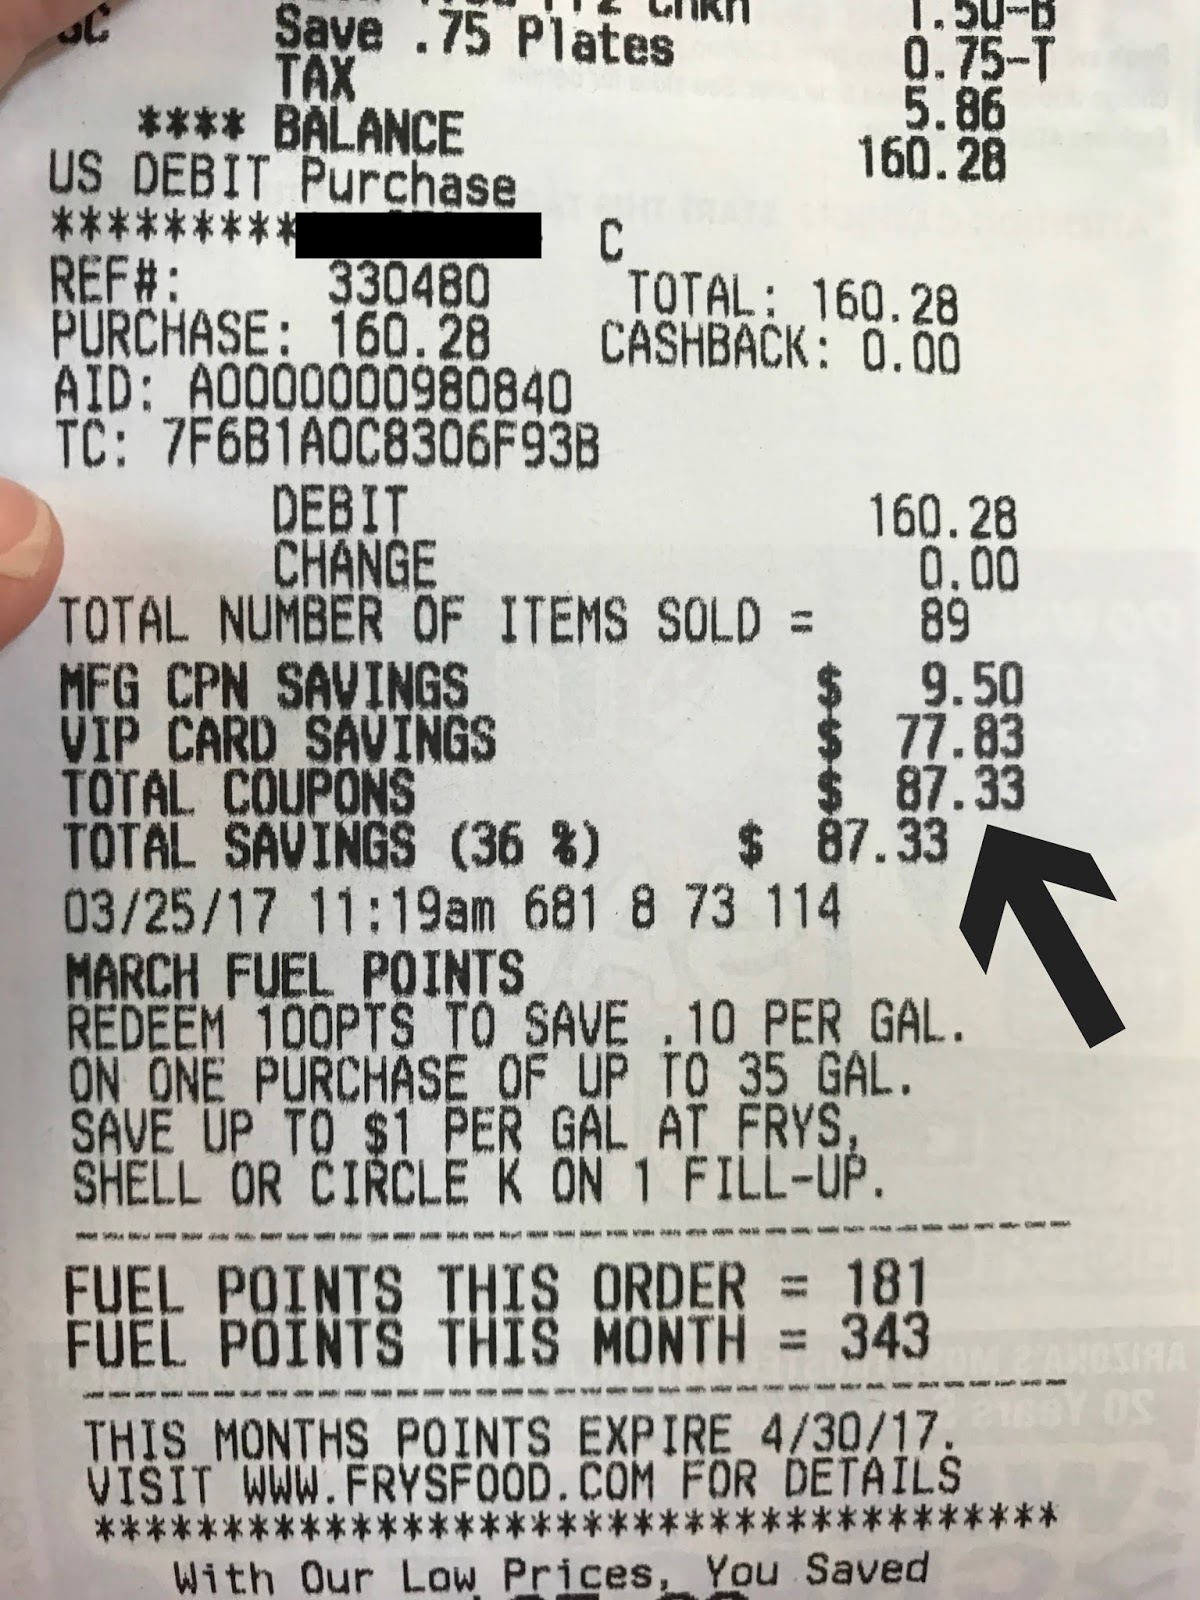 SC Save .75 Plates 0.75-T
TAX 5.86
**** BALANCE 160.28
US DEBIT Purchase
********* C
REF#: 330480 TOTAL: 160.28
PURCHASE: 160.28 CASHBACK: 0.00
AID: A0000000980840
TC: 7F6B1A0C8306F93B
DEBIT 160.28
CHANGE 0.00
TOTAL NUMBER OF ITEMS SOLD = 89
MFG CPN SAVINGS $ 9.50
VIP CARD SAVINGS $ 77.83
TOTAL COUPONS $ 87.33
TOTAL SAVINGS (36 %) $ 87.33
03/25/17 11:19am 681 8 73 114
MARCH FUEL POINTS
REDEEM 100PTS TO SAVE .10 PER GAL.
ON ONE PURCHASE OF UP TO 35 GAL.
SAVE UP TO $1 PER GAL AT FRYS,
SHELL OR CIRCLE K ON 1 FILL-UP.
FUEL POINTS THIS ORDER = 181
FUEL POINTS THIS MONTH = 343
THIS MONTHS POINTS EXPIRE 4/30/17.
VISIT WWW.FRYSFOOD.COM FOR DETAILS
************************************
With Our Low Prices, You Saved